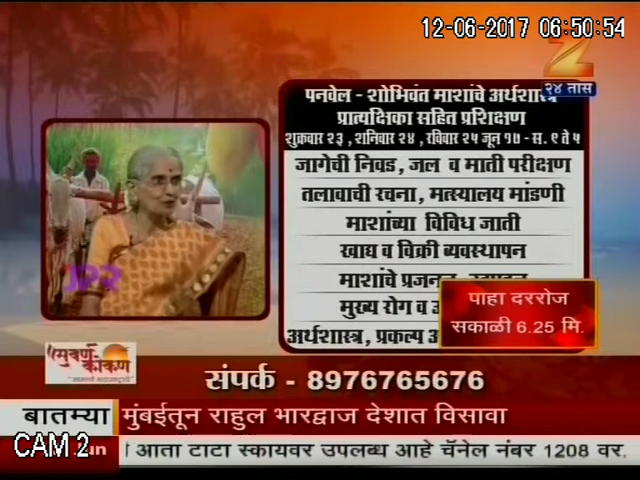 12-06-2017 06:50:54
२४ तास
पनवेल - शोभिवंत माशांचे अर्थशास्त्र
प्रात्यक्षिका सहित प्रशिक्षण
शुक्रवार २३ , शनिवार २४ , रविवार २५ जून १७ - स. ९ ते ५
जागेची निवड, जल व माती परीक्षण
तलावाची रचना, मत्स्यालय मांडणी
माशांच्या विविध जाती
खाद्य व विक्री व्यवस्थापन
माशांचे प्रजनन,
मुख्य रोग व
अर्थशास्त्र, प्रकल्प
पाहा दररोज
सकाळी 6.25 मि.
सुवर्ण कोंकण
संपर्क - 8976765676
बातम्या मुंबईतून राहुल भारद्वाज देशात विसावा
CAM 2 आता टाटा स्कायवर उपलब्ध आहे चॅनेल नंबर 1208 वर.